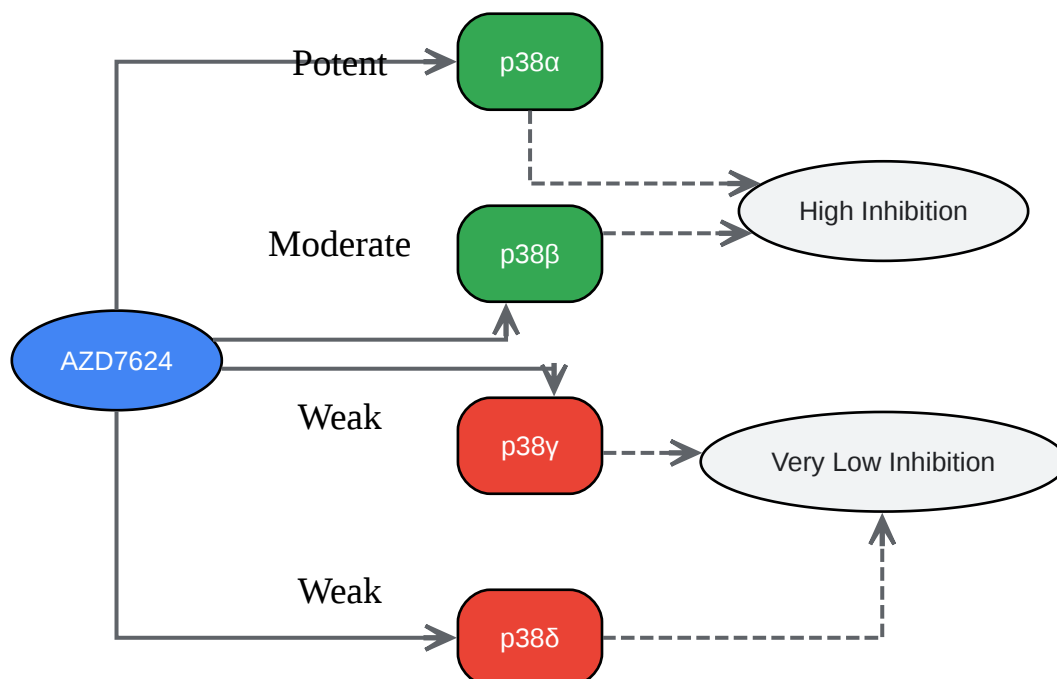 Potent
p38α
High Inhibition
Moderate
p38β
AZD7624
Weak
p38γ
Very Low Inhibition
Weak
p38δ